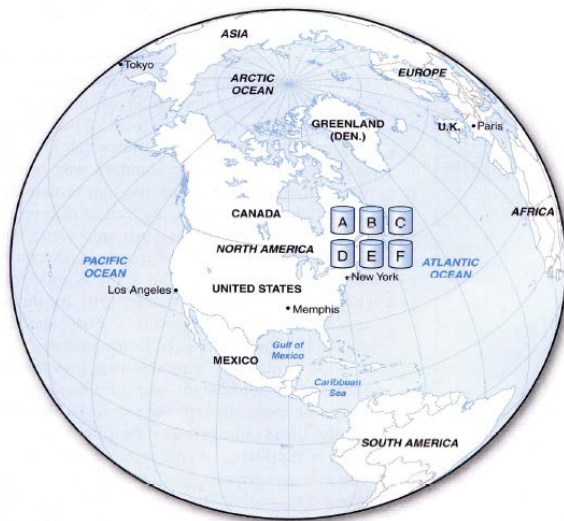 ASIA
Tokyo
ARCTIC
OCEAN
EUROPE
GREENLAND
(DEN.)
U.K.
Paris
CANADA
A B C
AFRICA
NORTH AMERICA
D E F
PACIFIC
OCEAN
ATLANTIC
OCEAN
New York
Los Angeles
UNITED STATES
Memphis
Gulf of
Mexico
MEXICO
Caribbean
Sea
SOUTH AMERICA